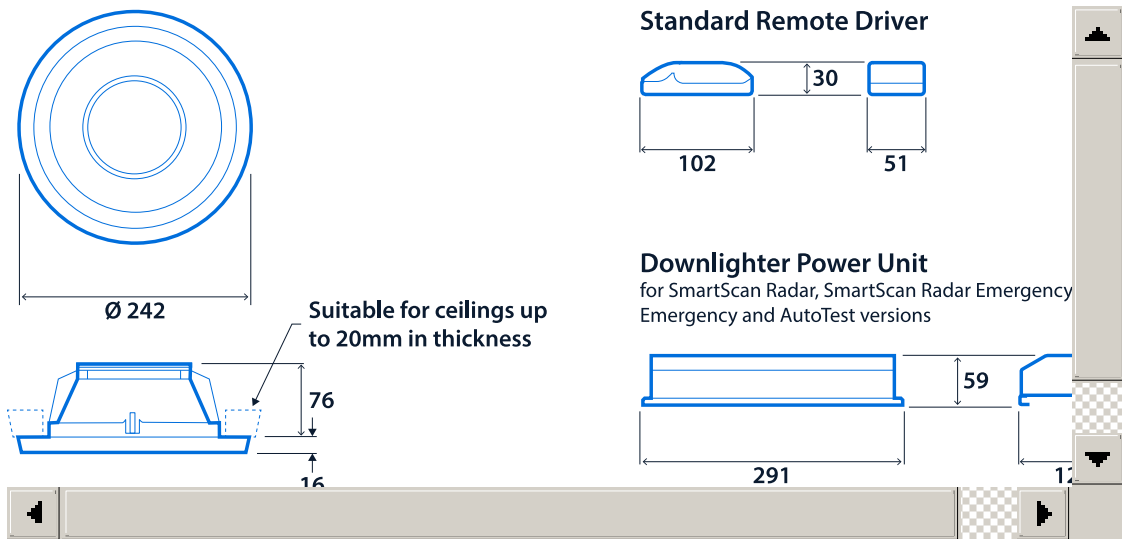 Ø 242
Suitable for ceilings up
to 20mm in thickness
76
16
Standard Remote Driver
30
102
51
Downlighter Power Unit
for SmartScan Radar, SmartScan Radar Emergency
Emergency and AutoTest versions
59
291